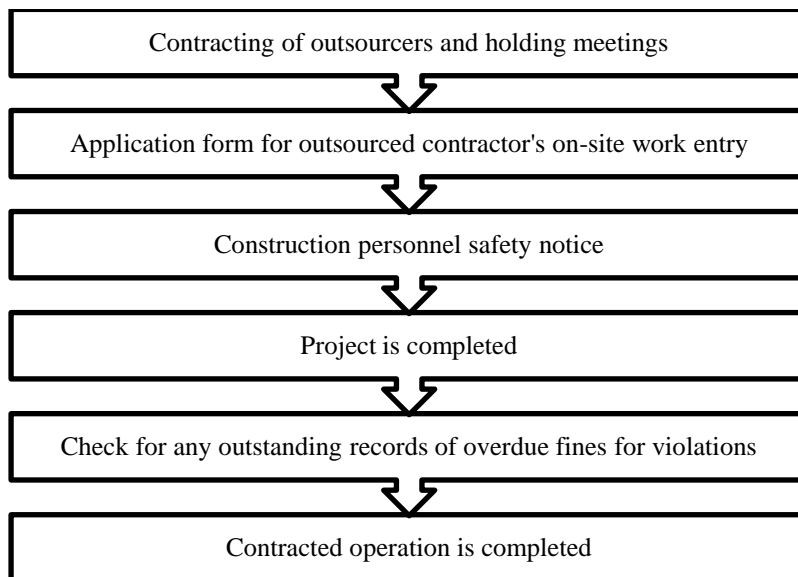 Contracting of outsourcers and holding meetings
Application form for outsourced contractor's on-site work entry
Construction personnel safety notice
Project is completed
Check for any outstanding records of overdue fines for violations
Contracted operation is completed